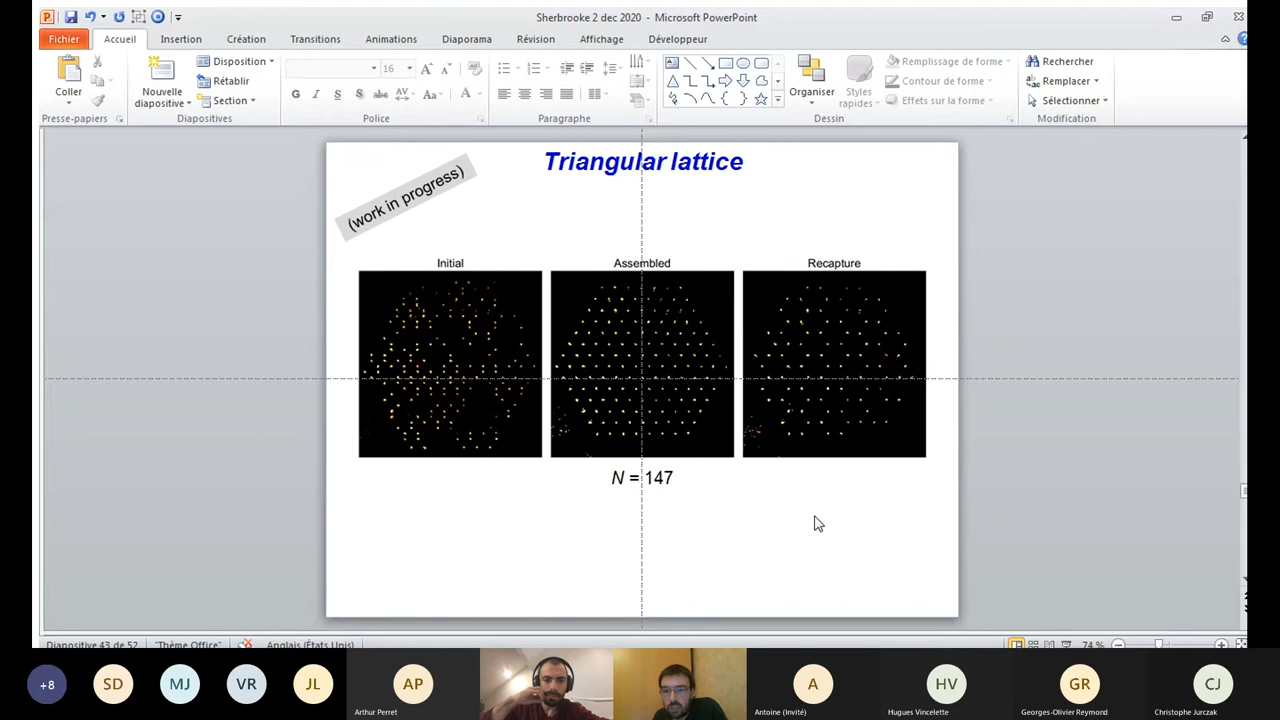 Sherbrooke 2 dec 2020 - Microsoft PowerPoint
Fichier Accueil Insertion Création Transitions Animations Diaporama Révision Affichage Développeur
Coller
Presse-papiers
Nouvelle diapositive
Disposition
Rétablir
Section
Diapositives
16
G I S S abc AV Aa A
Police
Paragraphe
Organiser
Styles rapides
Remplissage de forme
Contour de forme
Effets sur la forme
Dessin
Rechercher
Remplacer
Sélectionner
Modification
Triangular lattice
(work in progress)
Initial Assembled Recapture
N = 147
Diapositive 43 de 52 "Thème Office" Anglais (États Unis) 74 %
+8 SD MJ VR JL AP A HV GR CJ
Arthur Perret Antoine (Invité) Hugues Vincelette Georges-Olivier Reymond Christophe Jurczak